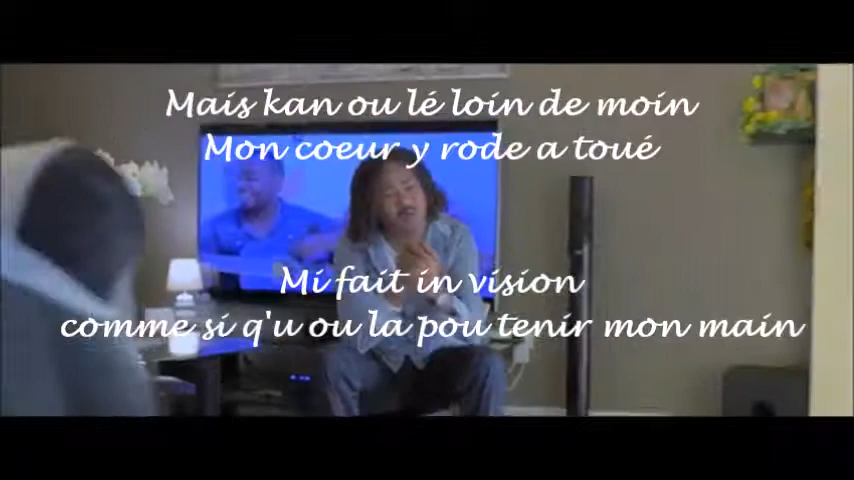 Mais kan ou lé loin de moin
Mon coeur y rode a toué
Mi fait in vision
comme si q'u ou la pou tenir mon main